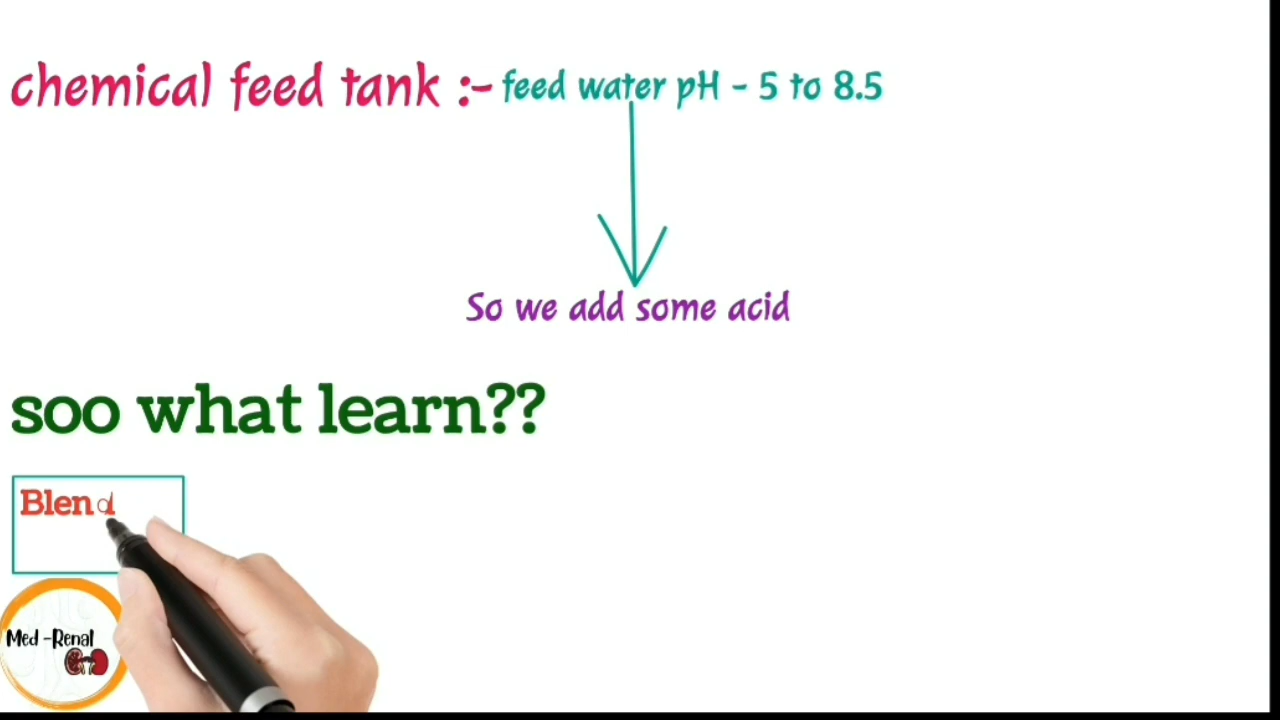 chemical feed tank :- feed water pH - 5 to 8.5
So we add some acid
soo what learn??
Blend
Med -Renal